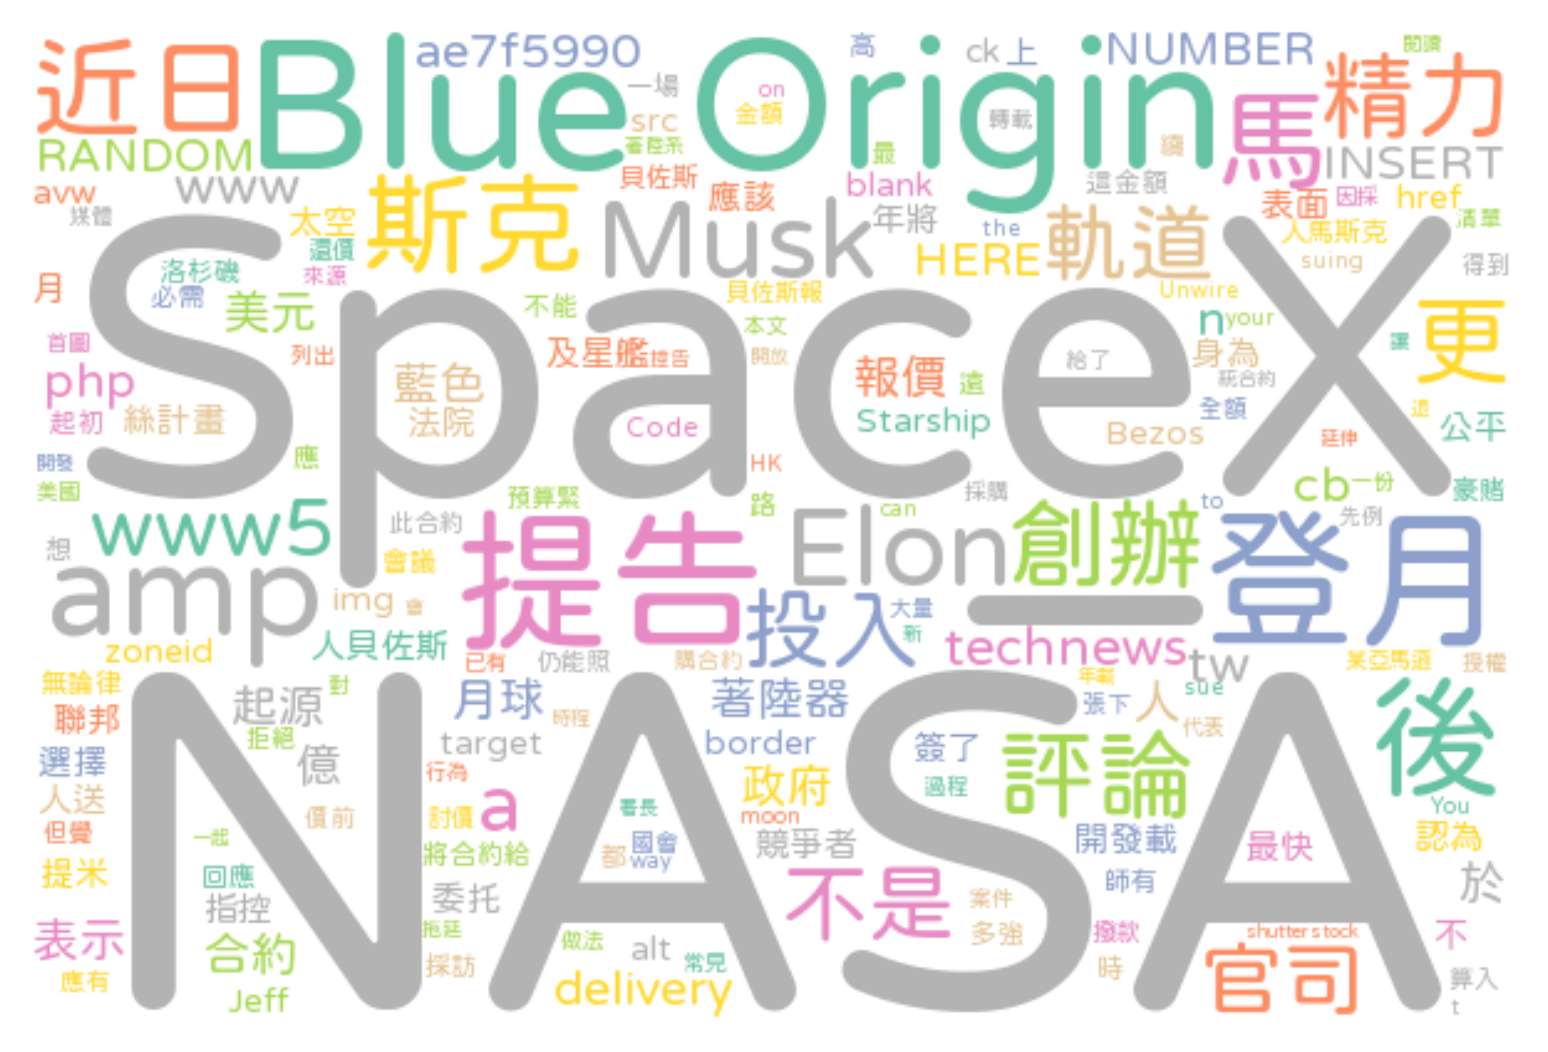 近日 Blue Origin ae7f5990 高 ck 上 NUMBER 閱讀
一場 on 金額 src 轉載 馬 精力
RANDOM 著陸系 最 續 INSERT
avw www 貝佐斯 應該 blank 這金額 表面 因採 href
媒體 太空 斯克 Musk 年將 the 軌道 人馬斯克 清華
還價 HERE suing 得到
洛杉磯 來源
月 必需 美元 不能 貝佐斯報 Unwire
SpaceX
首圖 列出 及星艦 控告 本文 開放 給了 n your 讓 更
php 藍色 報價 遠 身為 統合約
起初 絲計畫 法院 Code Starship Bezos 全額 這 公平
開發 應 HK 延伸
美國 預算緊 路 採購 cb 一份 豪賭
www5 此合約 提告 can Elon 創辦 to 先例 登月
想 會議
amp img 會 投入 大量 新 _
zoneid 人貝佐斯 已有 仍能照 購合約 technews tw 某亞馬遜 授權
無論律 對 月球 時程 著陸器 年載 sue 張下 人 代表 後
聯邦 起源 拒絕
NASA
選擇 億 target border 簽了 評論
人送 行為 政府 過程
但覺 價前 討價 a 署長 moon You
一起 將合約給 都 國會 way 競爭者 開發載 最快 認為
提米 回應 不是 師有 於
指控 委托 案件
表示 拖延 做法 alt 多強 撥款 shutterstock 不
合約 採訪 常見 時 官司 算入
應有 Jeff delivery t